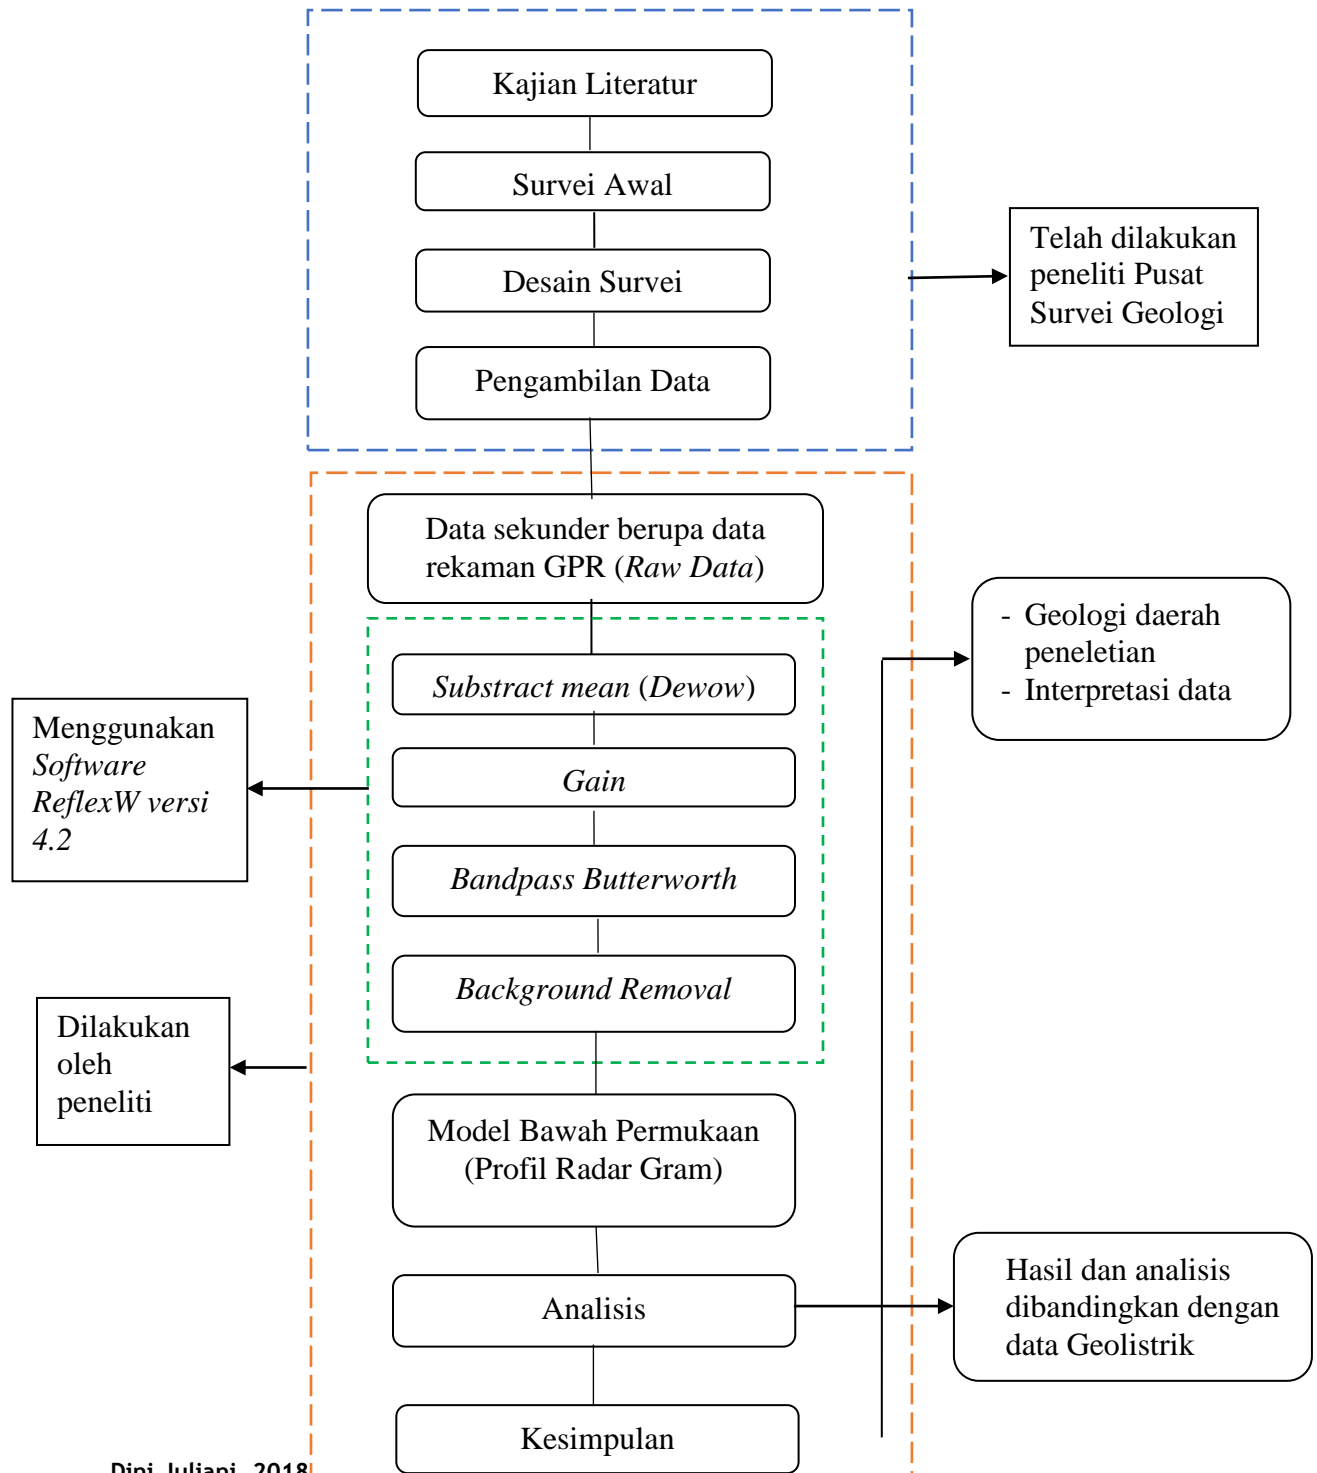 Kajian Literatur
Survei Awal
Desain Survei
Pengambilan Data
Telah dilakukan
peneliti Pusat
Survei Geologi
Data sekunder berupa data
rekaman GPR (Raw Data)
- Geologi daerah
peneletian
- Interpretasi data
Substract mean (Dewow)
Menggunakan
Software
ReflexW versi
4.2
Gain
Bandpass Butterworth
Background Removal
Dilakukan
oleh
peneliti
Model Bawah Permukaan
(Profil Radar Gram)
Analisis
Hasil dan analisis
dibandingkan dengan
data Geolistrik
Kesimpulan
Dini Juliani, 2018